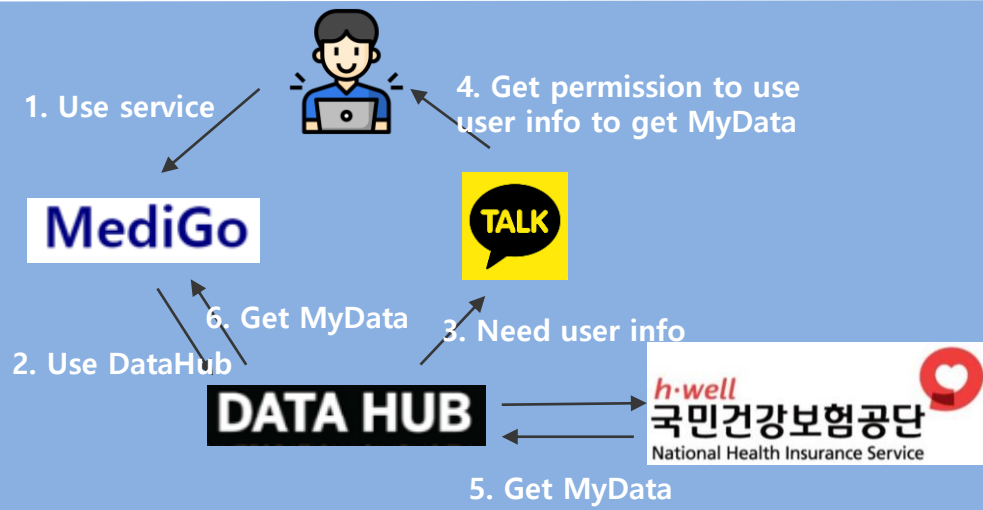 1. Use service
4. Get permission to use
user info to get MyData
MediGo
TALK
6. Get MyData
3. Need user info
2. Use DataHub
DATA HUB
h·well
국민건강보험공단
National Health Insurance Service
5. Get MyData